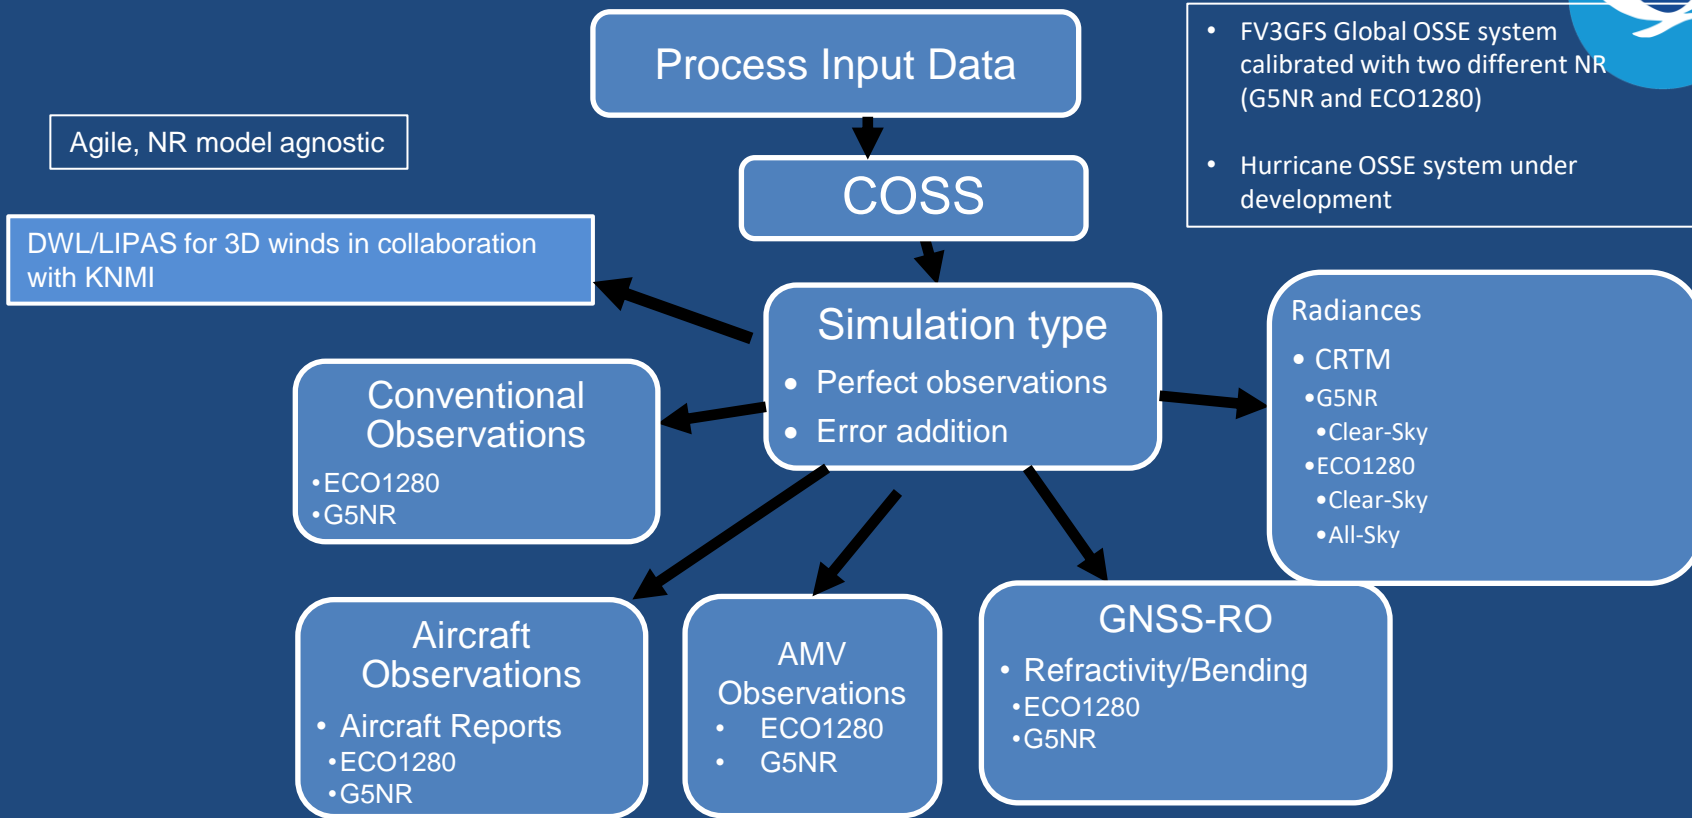 Process Input Data
• FV3GFS Global OSSE system
calibrated with two different NR
(G5NR and ECO1280)
• Hurricane OSSE system under
development
Agile, NR model agnostic
COSS
DWL/LIPAS for 3D winds in collaboration
with KNMI
Simulation type
• Perfect observations
• Error addition
Radiances
• CRTM
•G5NR
•Clear-Sky
•ECO1280
•Clear-Sky
•All-Sky
Conventional
Observations
•ECO1280
•G5NR
Aircraft
Observations
• Aircraft Reports
•ECO1280
•G5NR
AMV
Observations
• ECO1280
• G5NR
GNSS-RO
• Refractivity/Bending
•ECO1280
•G5NR